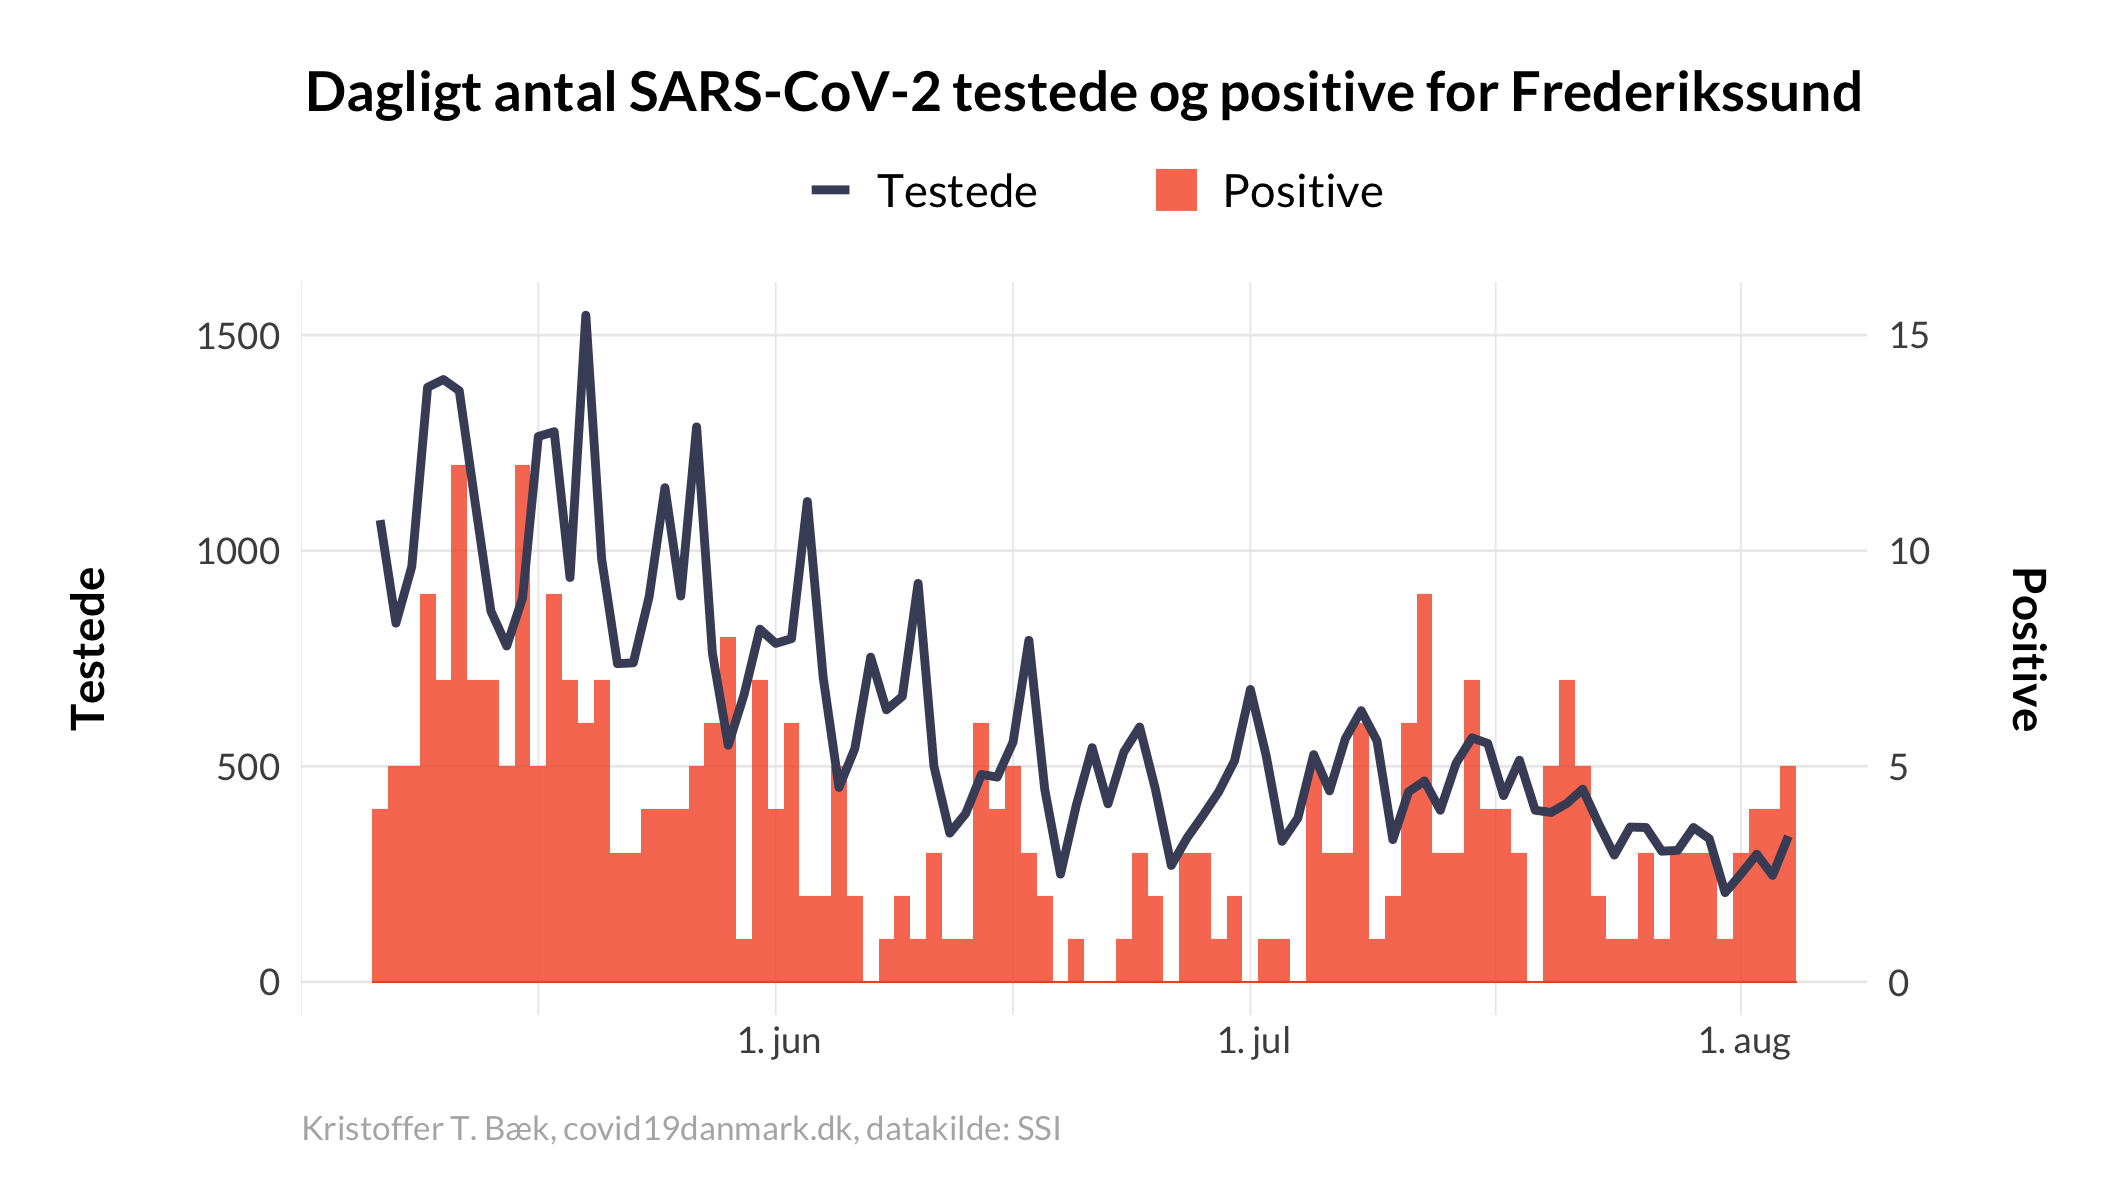 Dagligt antal SARS-CoV-2 testede og positive for Frederikssund
Testede
Positive
1500
1000
500
0
Testede
15
10
5
0
Positive
1. jun
1. jul
1. aug
Kristoffer T. Bæk, covid19danmark.dk, datakilde: SSI